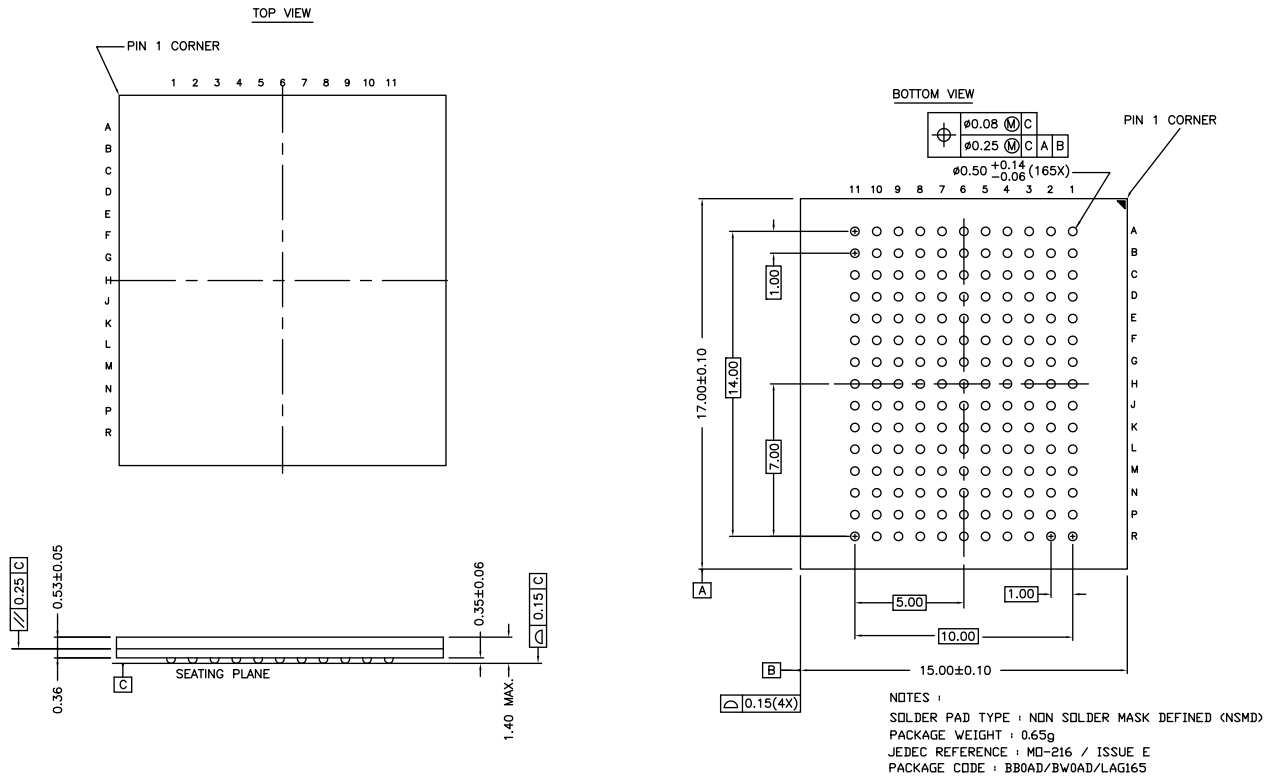 TOP VIEW
PIN 1 CORNER
1 2 3 4 5 6 7 8 9 10 11
A
B
C
D
E
F
G
H
J
K
L
M
N
P
R
BOTTOM VIEW
PIN 1 CORNER
ø0.08 Ⓜ C
ø0.25 Ⓜ C A B
ø0.50 +0.14 -0.06 (165X)
11 10 9 8 7 6 5 4 3 2 1
A
B
C
D
E
F
G
H
J
K
L
M
N
P
R
1.00
17.00±0.10
14.00
7.00
A
5.00
1.00
10.00
B
15.00±0.10
0.15(4X)
0.25 C
0.53±0.05
0.36
C
SEATING PLANE
0.35±0.06
0.15 C
1.40 MAX.
NOTES :
SOLDER PAD TYPE : NON SOLDER MASK DEFINED (NSMD)
PACKAGE WEIGHT : 0.65g
JEDEC REFERENCE : MO-216 / ISSUE E
PACKAGE CODE : BB0AD/BW0AD/LAG165